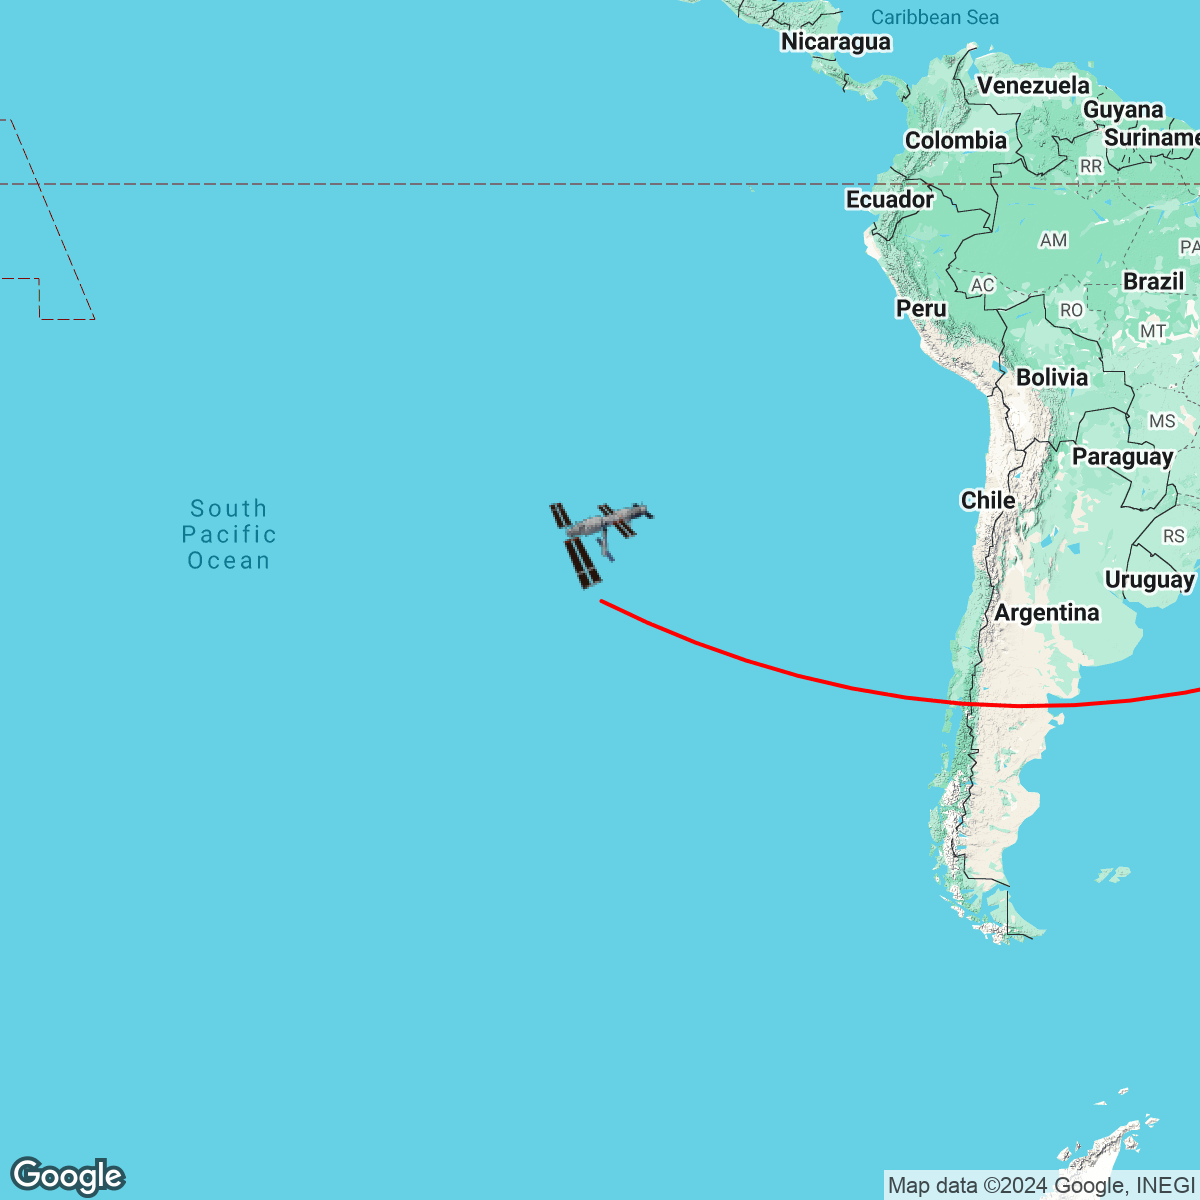 Caribbean Sea
Nicaragua
Venezuela
Guyana
Suriname
Colombia
RR
Ecuador
AM
PA
Brazil
AC
Peru
RO
MT
Bolivia
MS
Paraguay
Chile
South
Pacific
Ocean
RS
Uruguay
Argentina
Google
Map data ©2024 Google, INEGI